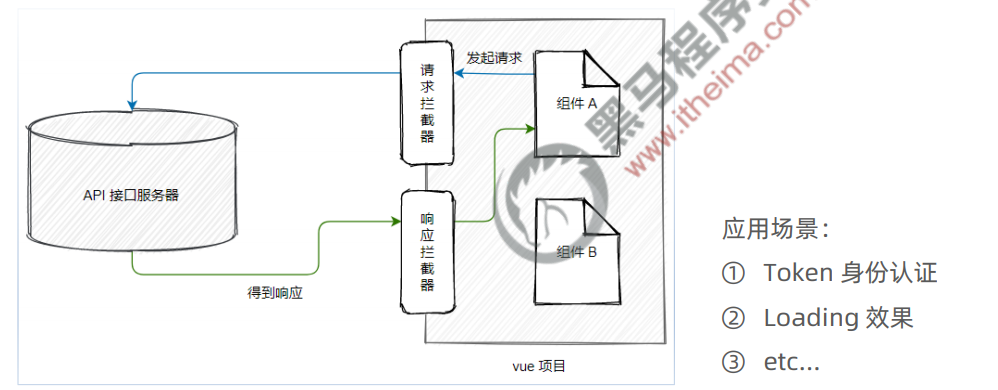 发起请求
请求拦截器
组件 A
API 接口服务器
响应拦截器
组件 B
得到响应
vue 项目
应用场景：
① Token 身份认证
② Loading 效果
③ etc...
黑马程序
www.itheima.com